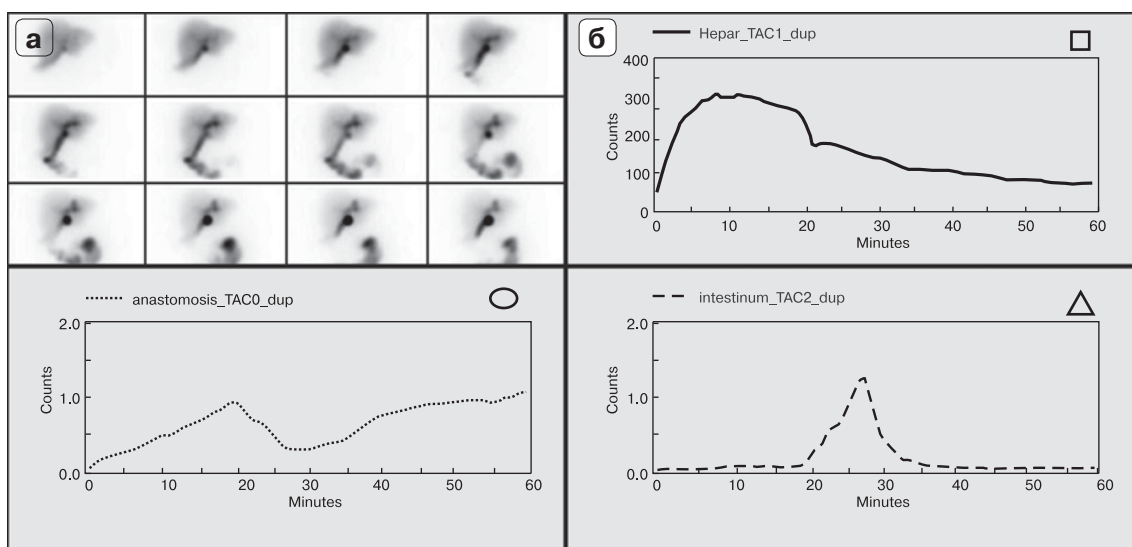 а
б
Hepar_TAC1_dup
400
300
200
100
0
Counts
0 10 20 30 40 50 60
Minutes
anastomosis_TAC0_dup
2.0
1.0
0.0
Counts
0 10 20 30 40 50 60
Minutes
intestinum_TAC2_dup
2.0
1.0
0.0
Counts
0 10 20 30 40 50 60
Minutes